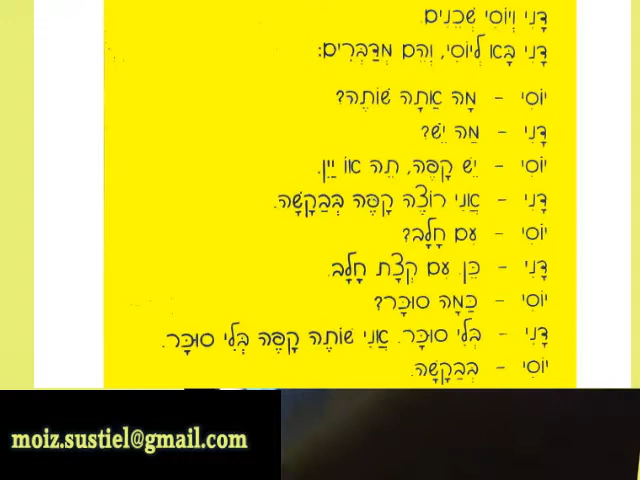 דָּנִי וְיוֹסִי שְׁכֵנִים.
דָּנִי בָּא לְיוֹסִי, וְהֵם מְדַבְּרִים:
יוֹסִי – מָה אַתָּה שׁוֹתֶה?
דָּנִי – מַה יֵּשׁ?
יוֹסִי – יֵשׁ קָפֶה, תֵּה אוֹ יַיִן.
דָּנִי – אֲנִי רוֹצֶה קָפֶה בְּבַקָּשָׁה.
יוֹסִי – עִם חָלָב?
דָּנִי – כֵּן. עִם קְצָת חָלָב.
יוֹסִי – כַּמָּה סוּכָּר?
דָּנִי – בְּלִי סוּכָּר. אֲנִי שׁוֹתֶה קָפֶה בְּלִי סוּכָּר.
יוֹסִי – בְּבַקָּשָׁה.
moiz.sustiel@gmail.com